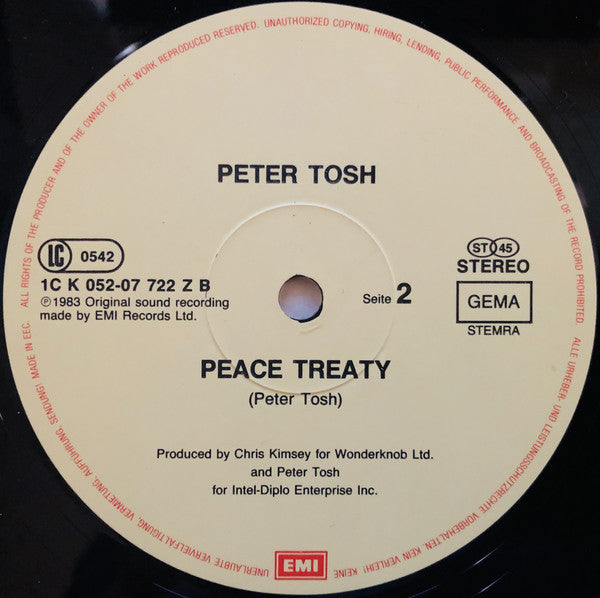 ALL RIGHTS OF THE PRODUCER AND OF THE OWNER OF THE WORK REPRODUCED RESERVED. UNAUTHORIZED COPYING, HIRING, LENDING, PUBLIC PERFORMANCE AND BROADCASTING OF THE RECORD PROHIBITED.
PETER TOSH
LC 0542
1C K 052-07 722 Z B
℗1983 Original sound recording
made by EMI Records Ltd.
Seite 2
ST 45
STEREO
GEMA
STEMRA
PEACE TREATY
(Peter Tosh)
Produced by Chris Kimsey for Wonderknob Ltd.
and Peter Tosh
for Intel-Diplo Enterprise Inc.
EMI
ALLE URHEBER- UND LEISTUNGSSCHUTZRECHTE VORBEHALTEN. KEIN VERLEIH! KEINE UNERLAUBTE VERVIELFÄLTIGUNG, VERMIETUNG, AUFFÜHRUNG, SENDUNG! MADE IN EEC.